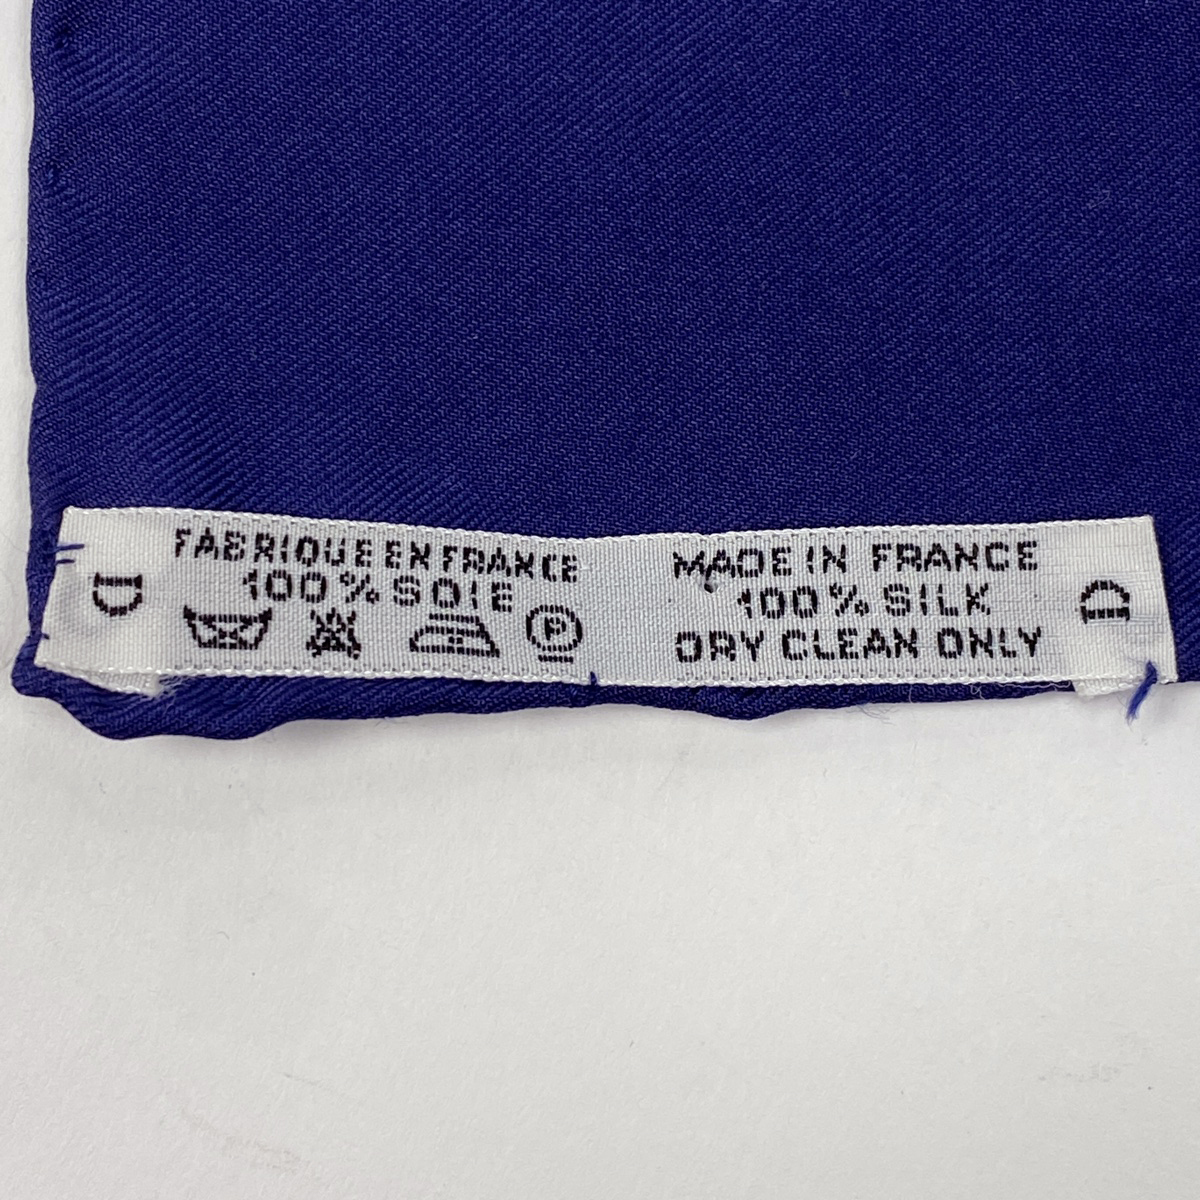 D
FABRIQUE EN FRANCE
100% SOIE
P
MADE IN FRANCE
100% SILK
DRY CLEAN ONLY
D